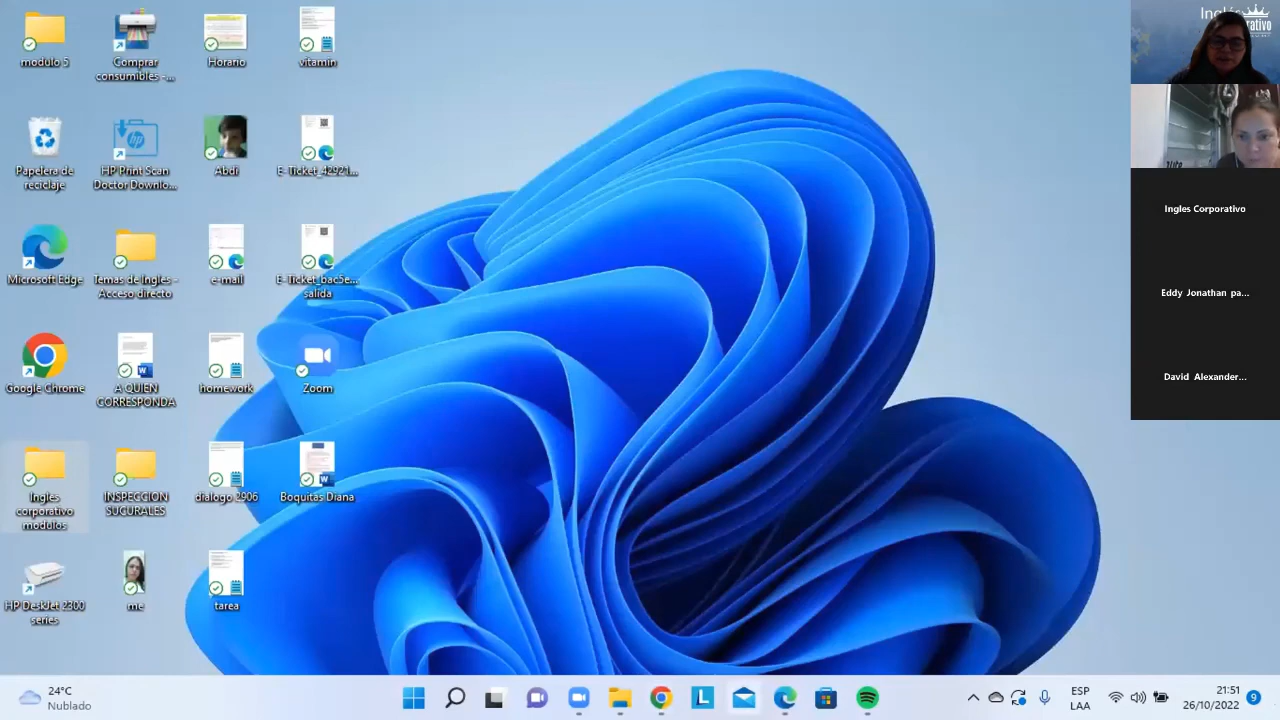 modulo 5
Comprar
consumibles -...
Horario
vitamin
Papelera de
reciclaje
HP Print Scan
Doctor Downlo...
Abdi
E-Ticket_42921...
Microsoft Edge
Temas de Ingles -
Acceso directo
e-mail
E-Ticket_bac5e...
salida
Google Chrome
A QUIEN
CORRESPONDA
homework
Zoom
Ingles
corporativo
modulos
INSPECCION
SUCURALES
dialogo 2906
Boquitas Diana
HP DeskJet 2300
series
me
tarea
Ingles Corporativo
Eddy Jonathan pa...
David Alexander...
24°C
Nublado
ESP
LAA
21:51
26/10/2022
9